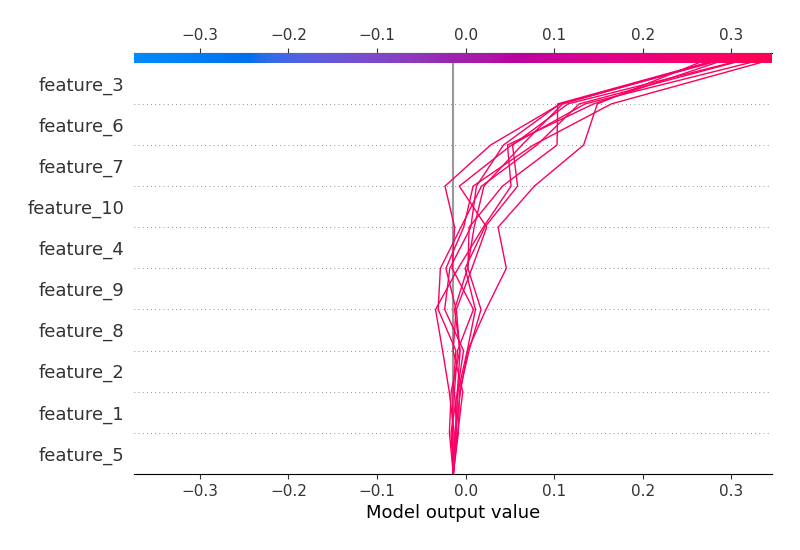 −0.3 −0.2 −0.1 0.0 0.1 0.2 0.3
feature_3
feature_6
feature_7
feature_10
feature_4
feature_9
feature_8
feature_2
feature_1
feature_5
−0.3 −0.2 −0.1 0.0 0.1 0.2 0.3
Model output value